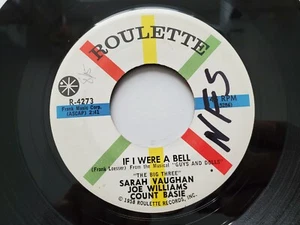 ROULETTE
R-4273
Frank Music Corp.
(ASCAP) 2:41
RPM
NFS
IF I WERE A BELL
(Frank Loesser) From the Musical "GUYS AND DOLLS"
"THE BIG THREE"
SARAH VAUGHAN
JOE WILLIAMS
COUNT BASIE
© 1958 ROULETTE RECORDS, INC.